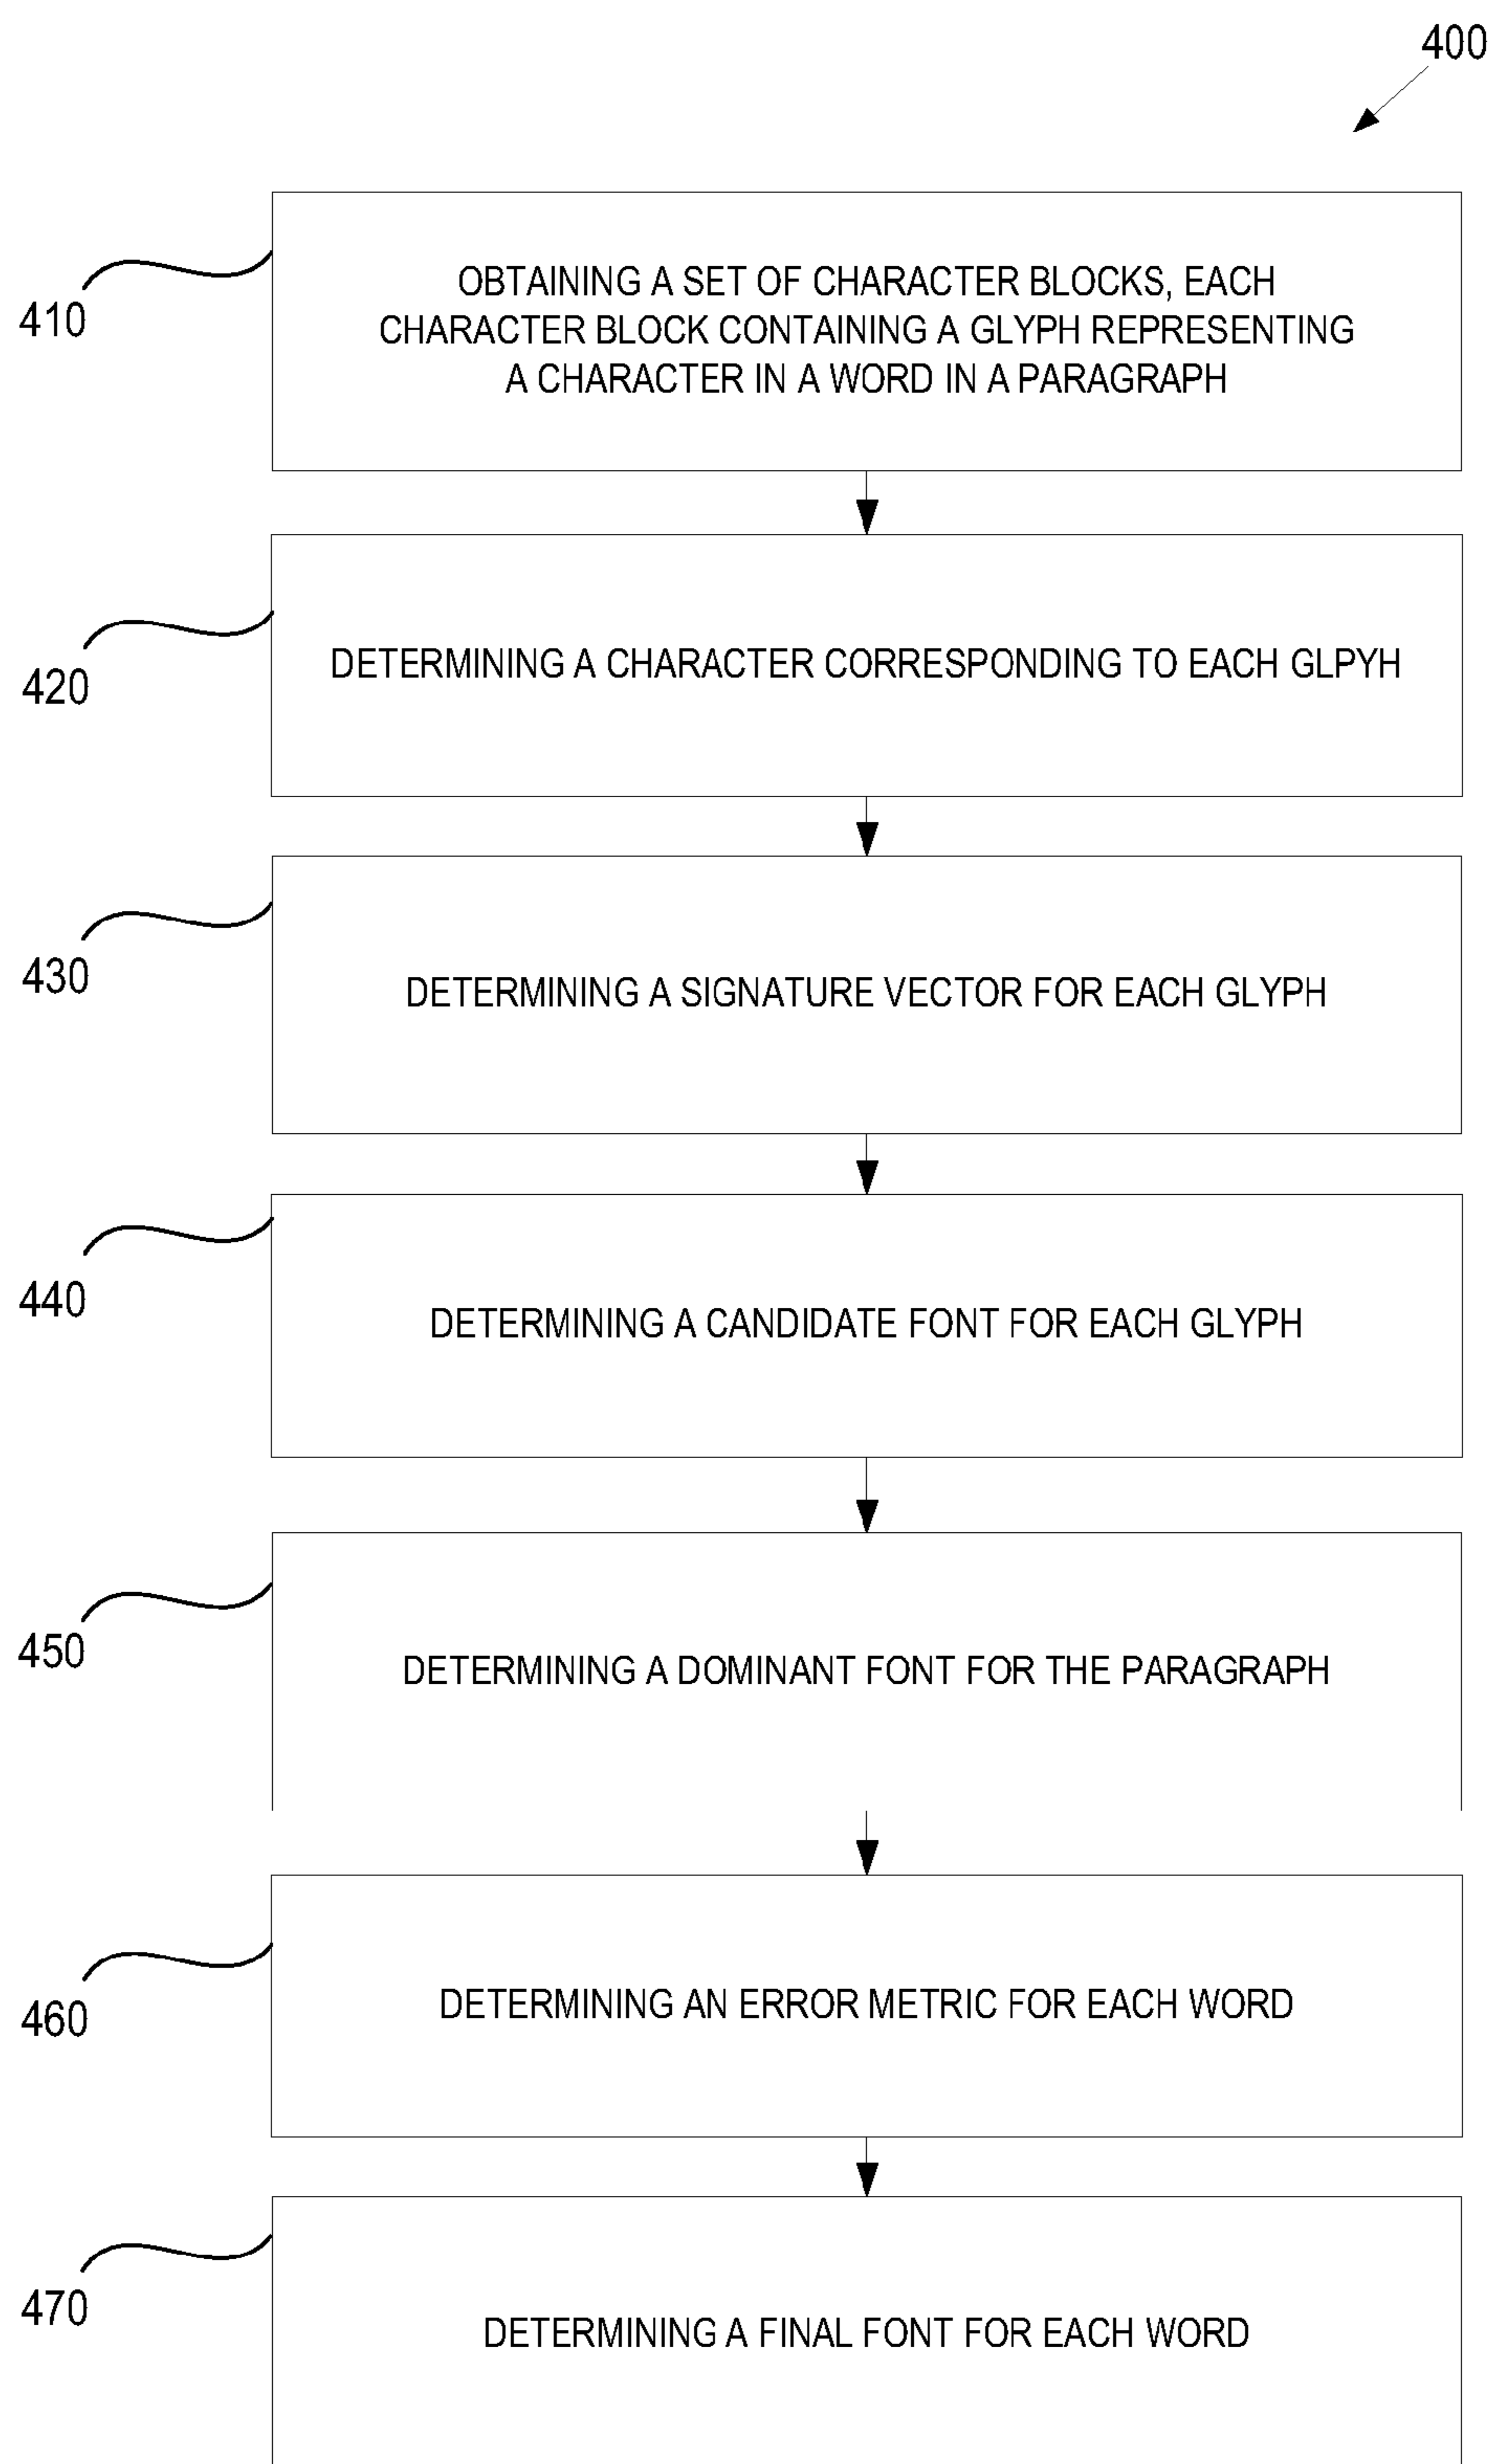 400
410
OBTAINING A SET OF CHARACTER BLOCKS, EACH
CHARACTER BLOCK CONTAINING A GLYPH REPRESENTING
A CHARACTER IN A WORD IN A PARAGRAPH
420
DETERMINING A CHARACTER CORRESPONDING TO EACH GLPYH
430
DETERMINING A SIGNATURE VECTOR FOR EACH GLYPH
440
DETERMINING A CANDIDATE FONT FOR EACH GLYPH
450
DETERMINING A DOMINANT FONT FOR THE PARAGRAPH
460
DETERMINING AN ERROR METRIC FOR EACH WORD
470
DETERMINING A FINAL FONT FOR EACH WORD